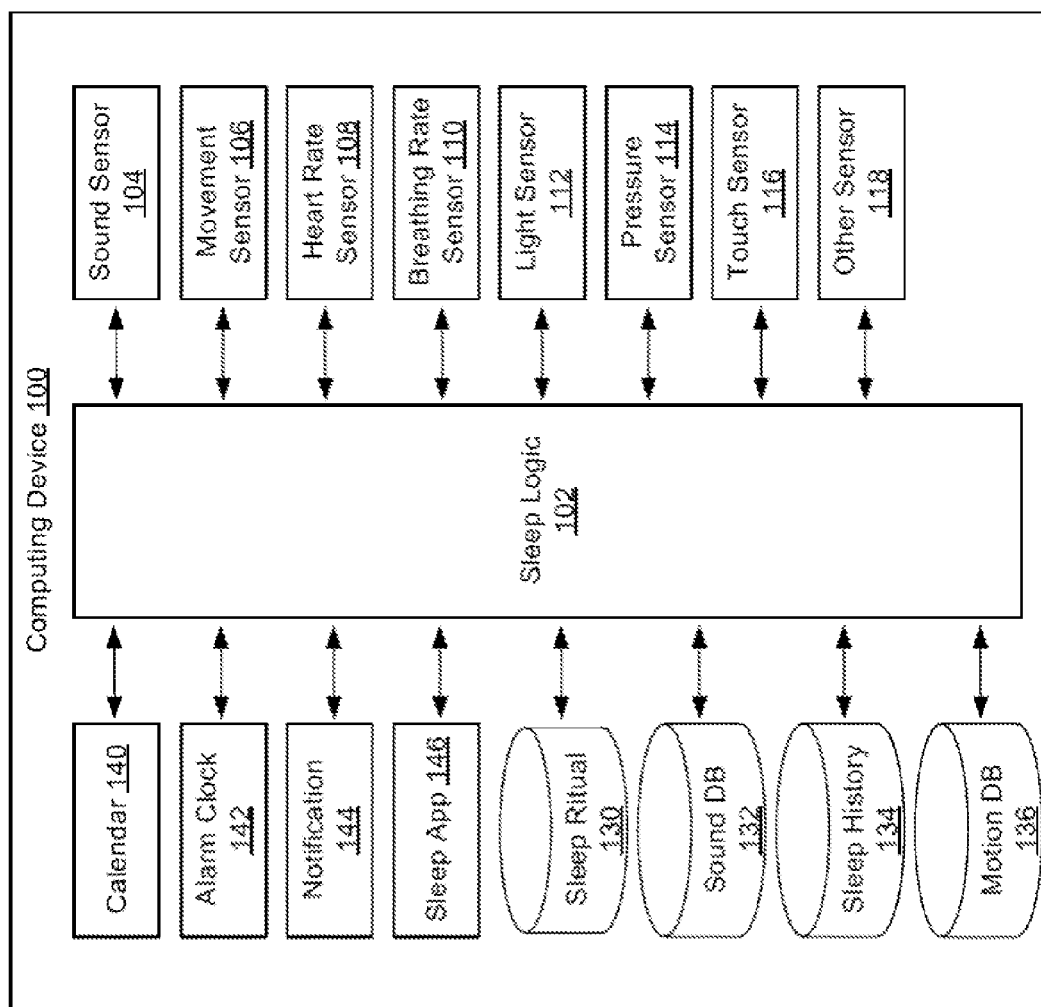 Computing Device 100
Calendar 140
Alarm Clock
142
Notification
144
Sleep App 146
Sleep Ritual
130
Sound DB
132
Sleep History
134
Motion DB
136
Sleep Logic
102
Sound Sensor
104
Movement
Sensor 106
Heart Rate
Sensor 108
Breathing Rate
Sensor 110
Light Sensor
112
Pressure
Sensor 114
Touch Sensor
116
Other Sensor
118